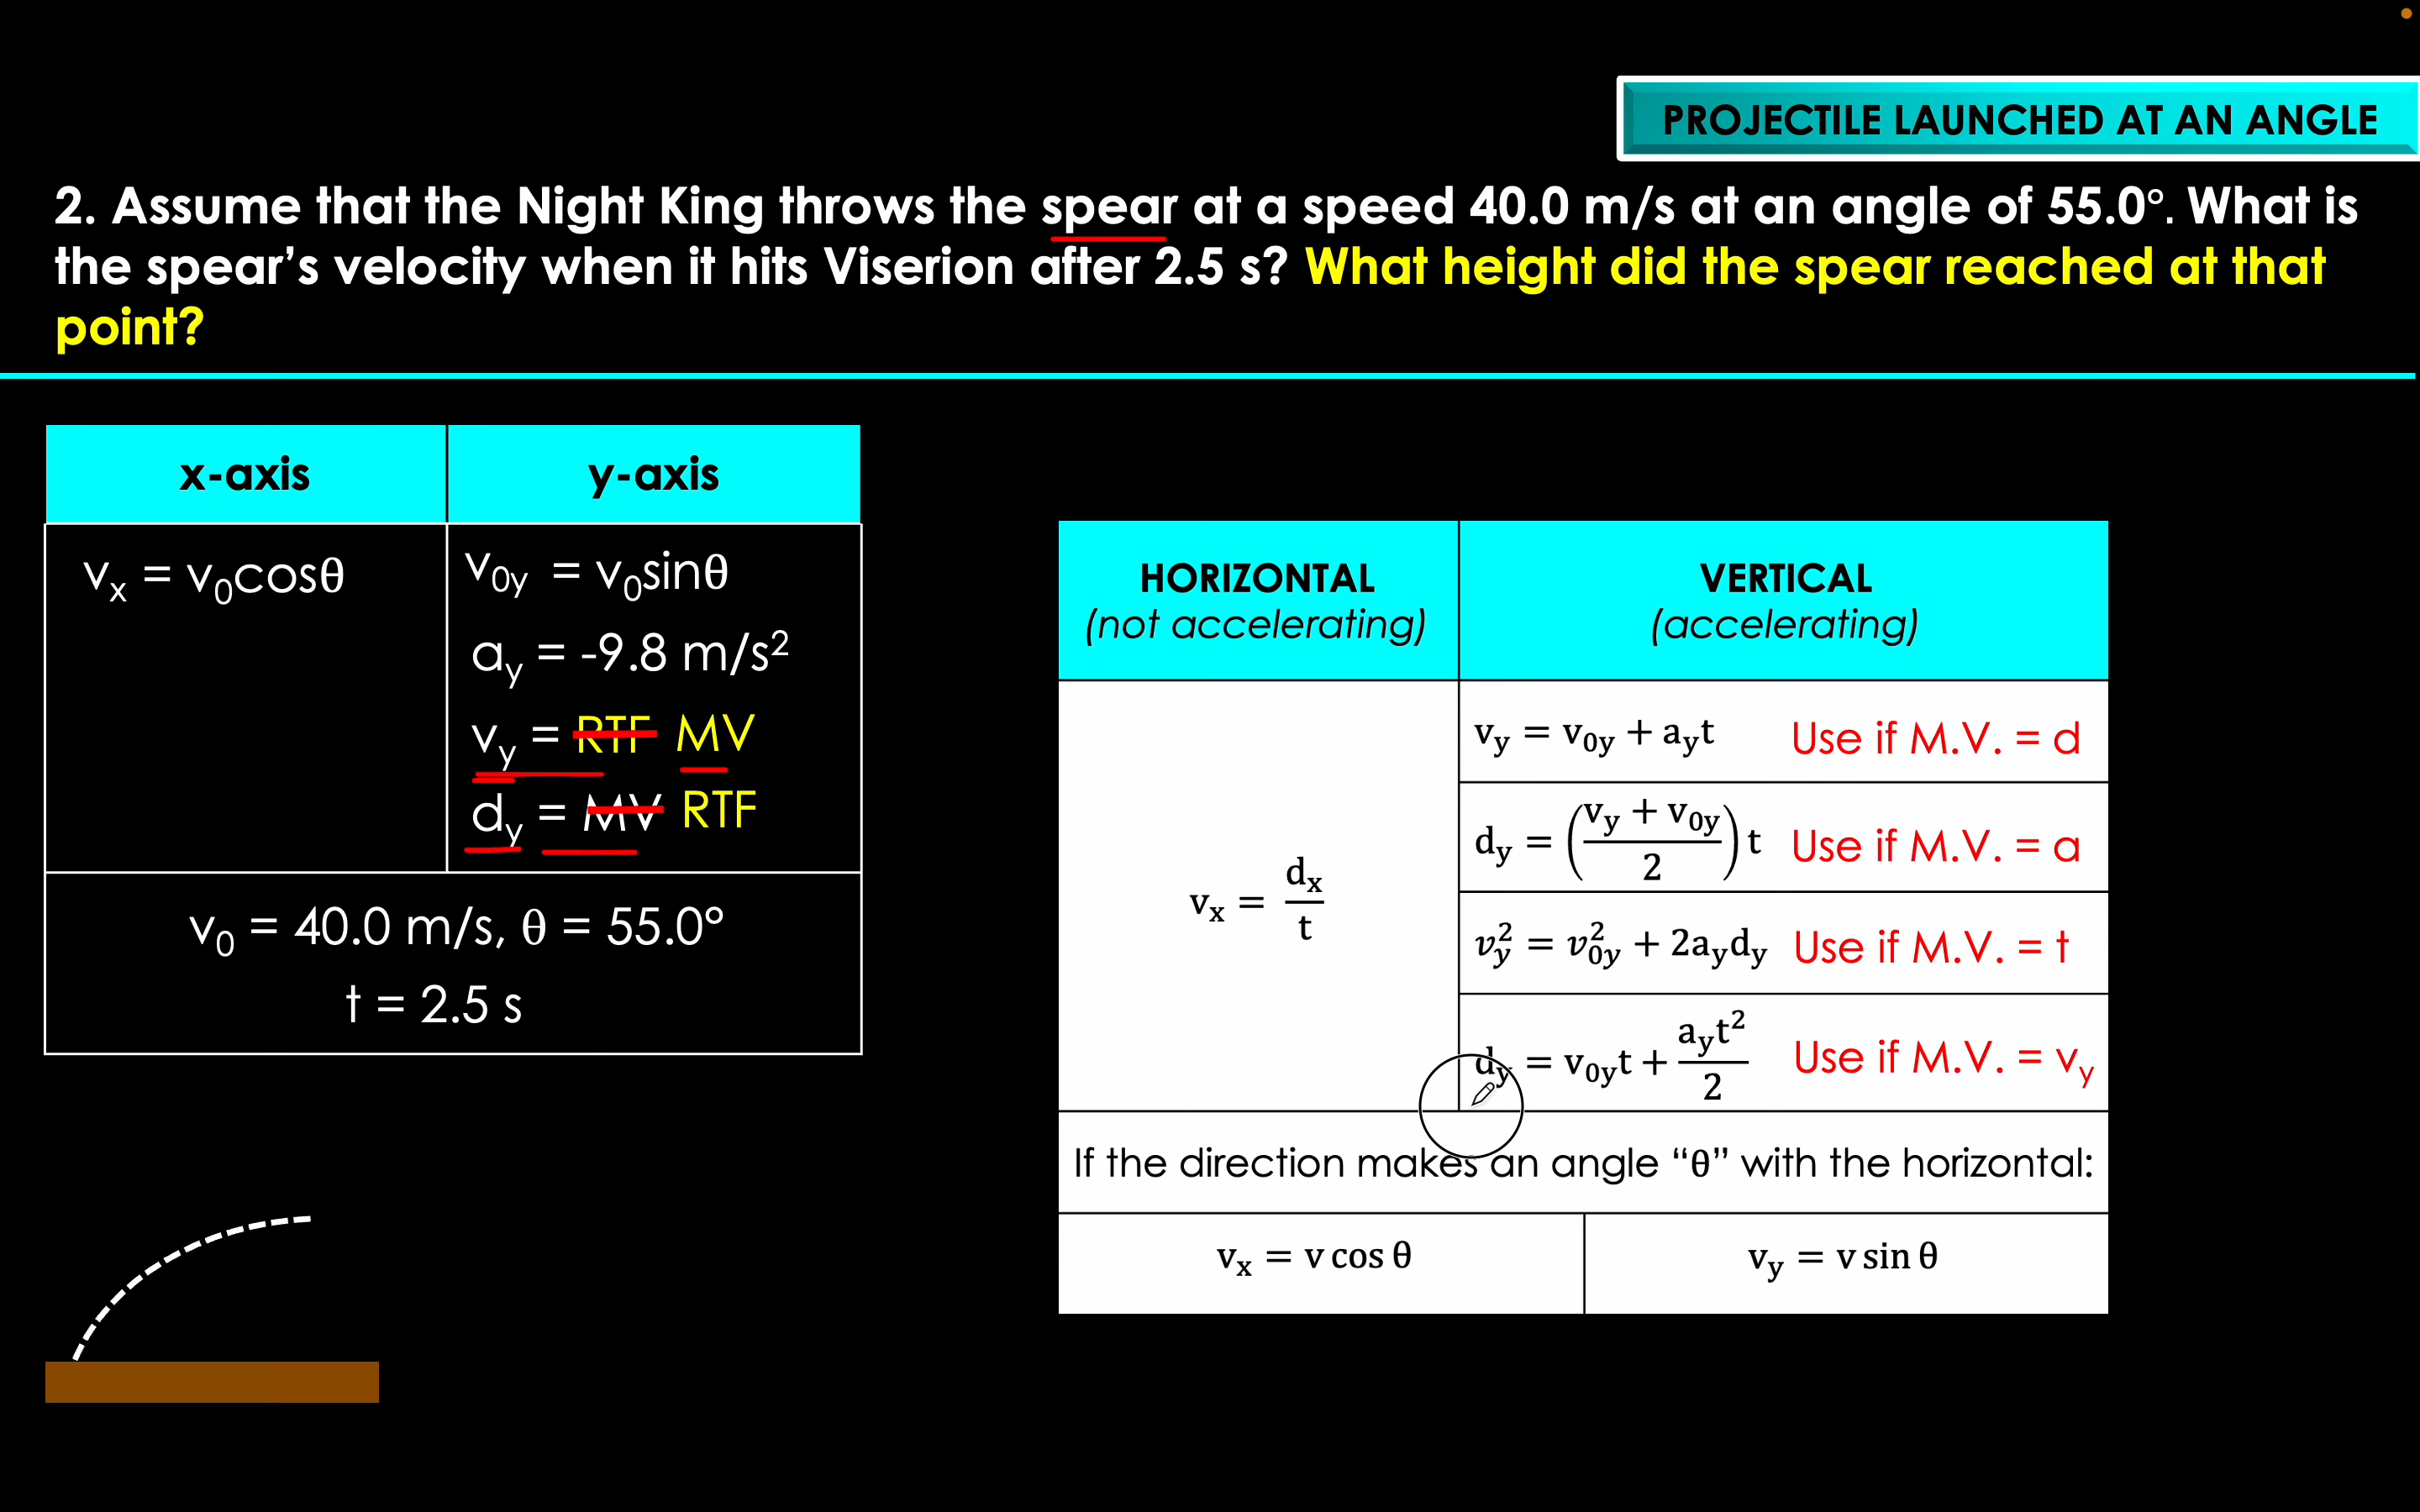 PROJECTILE LAUNCHED AT AN ANGLE
2. Assume that the Night King throws the spear at a speed 40.0 m/s at an angle of 55.0°. What is
the spear’s velocity when it hits Viserion after 2.5 s? What height did the spear reached at that
point?
x-axis
y-axis
vₓ = v₀cosθ
v₀y = v₀sinθ
ay = -9.8 m/s²
vy = RTF MV
dy = MV RTF
v₀ = 40.0 m/s, θ = 55.0°
t = 2.5 s
HORIZONTAL
(not accelerating)
VERTICAL
(accelerating)
vₓ = dₓ/t
vy = v₀y + ayt Use if M.V. = d
dy = ((vy + v₀y)/2) t Use if M.V. = a
vy² = v₀y² + 2aydy Use if M.V. = t
dy = v₀yt + ayt²/2 Use if M.V. = vy
If the direction makes an angle “θ” with the horizontal:
vₓ = v cos θ
vy = v sin θ